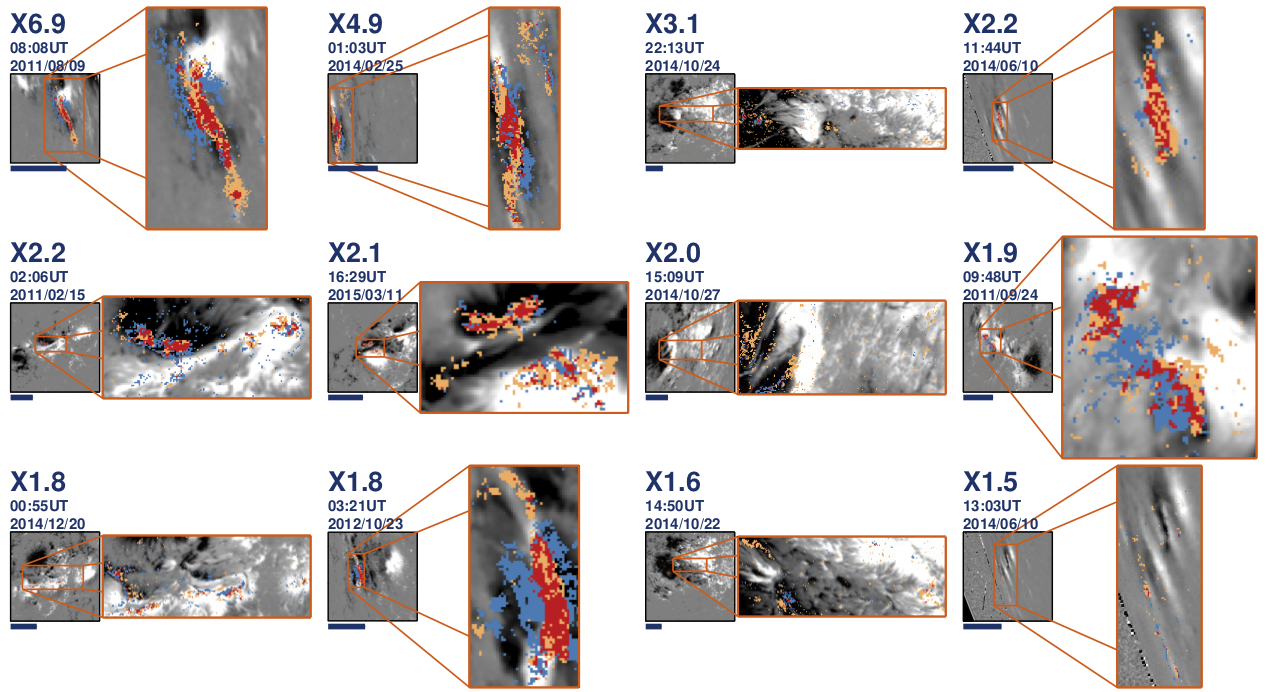 X6.9
08:08UT
2011/08/09
X4.9
01:03UT
2014/02/25
X3.1
22:13UT
2014/10/24
X2.2
11:44UT
2014/06/10
X2.2
02:06UT
2011/02/15
X2.1
16:29UT
2015/03/11
X2.0
15:09UT
2014/10/27
X1.9
09:48UT
2011/09/24
X1.8
00:55UT
2014/12/20
X1.8
03:21UT
2012/10/23
X1.6
14:50UT
2014/10/22
X1.5
13:03UT
2014/06/10